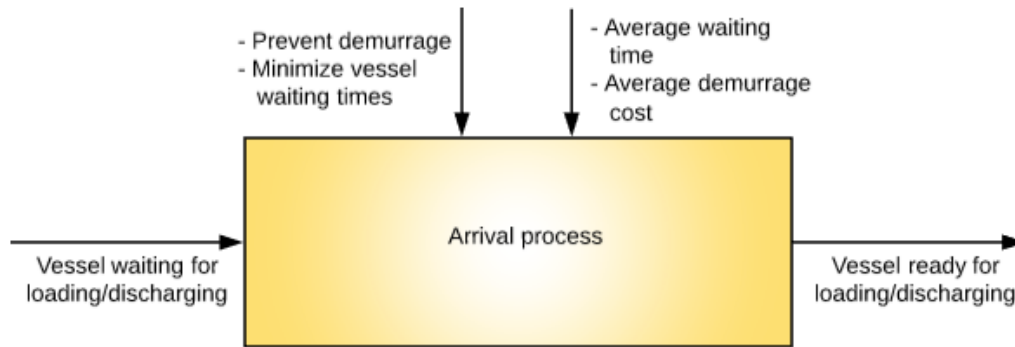 - Prevent demurrage
- Minimize vessel
waiting times
- Average waiting
time
- Average demurrage
cost
Arrival process
Vessel waiting for
loading/discharging
Vessel ready for
loading/discharging